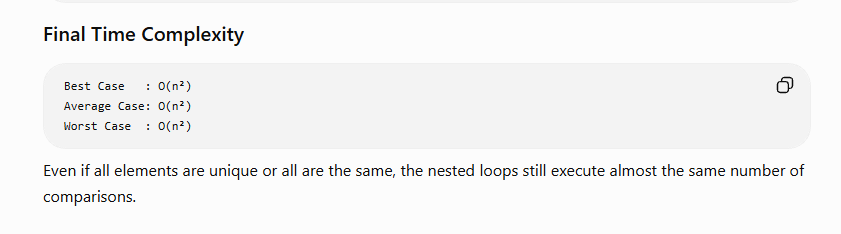 Final Time Complexity
Best Case   : O(n²)
Average Case: O(n²)
Worst Case  : O(n²)
Even if all elements are unique or all are the same, the nested loops still execute almost the same number of
comparisons.